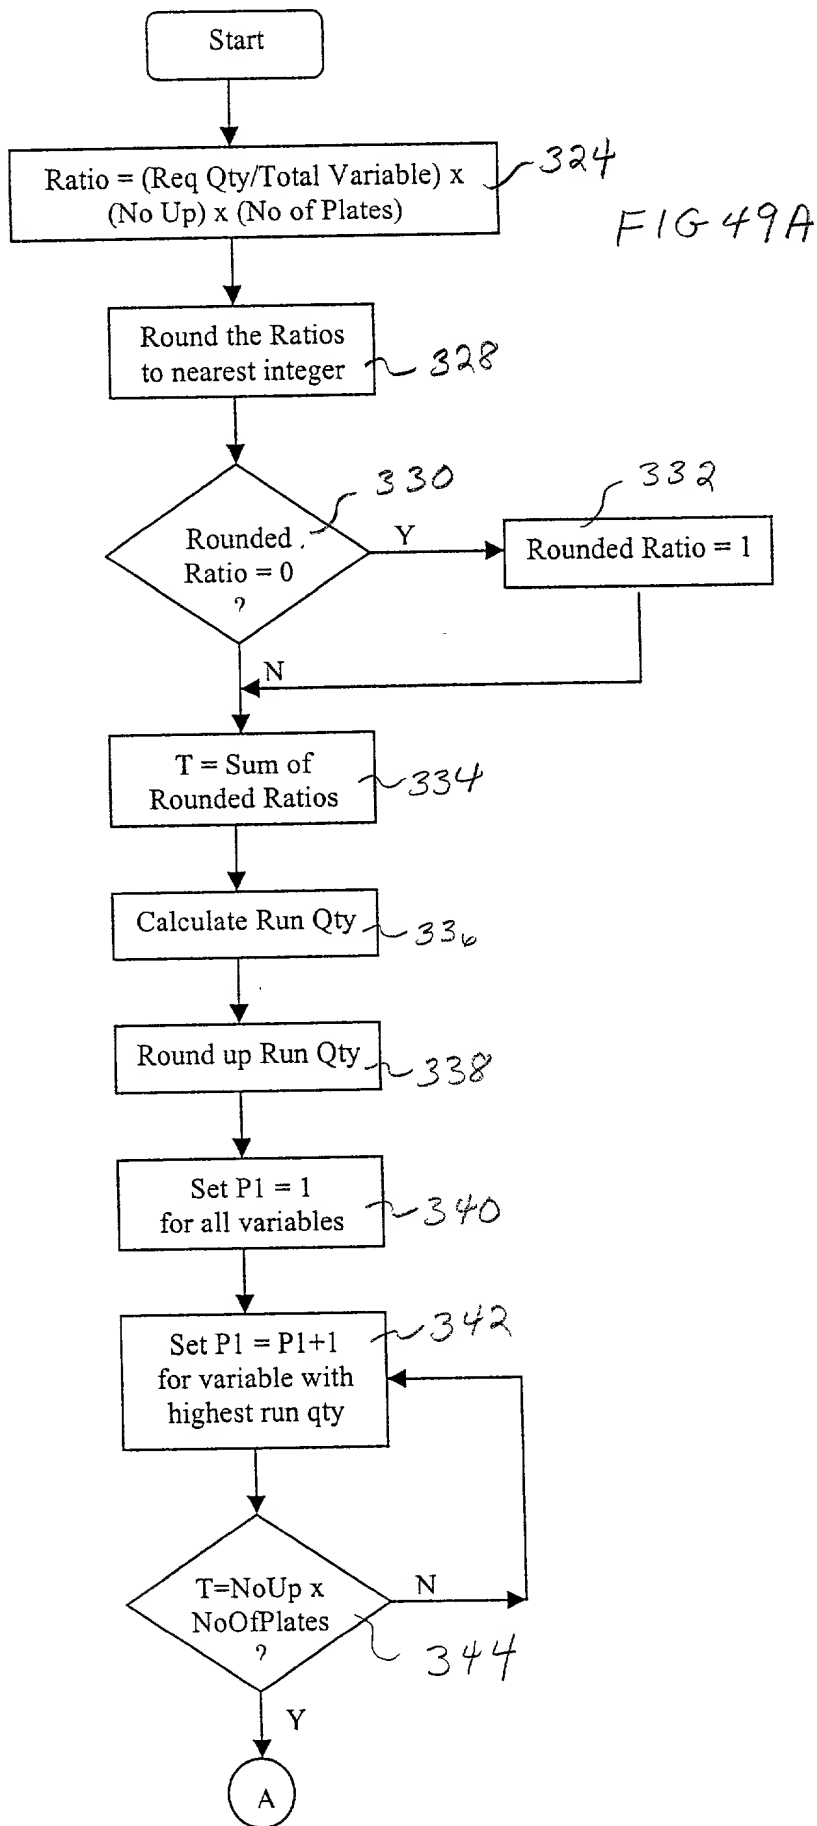 Start
Ratio = (Req Qty/Total Variable) x
(No Up) x (No of Plates)
324
FIG 49A
Round the Ratios
to nearest integer
328
330
Rounded
Ratio = 0
?
Y
332
Rounded Ratio = 1
N
T = Sum of
Rounded Ratios
334
Calculate Run Qty
336
Round up Run Qty
338
Set P1 = 1
for all variables
340
342
Set P1 = P1+1
for variable with
highest run qty
T=NoUp x
NoOfPlates
?
N
344
Y
A